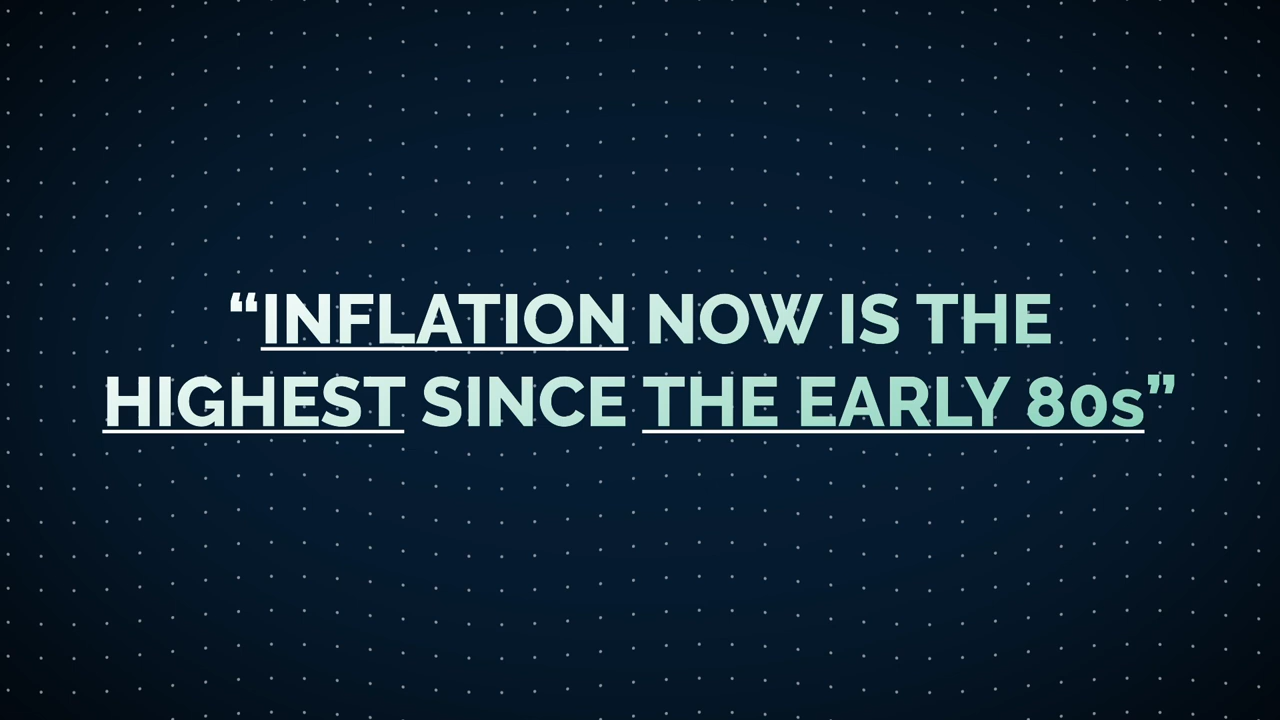 “INFLATION NOW IS THE
HIGHEST SINCE THE EARLY 80s”